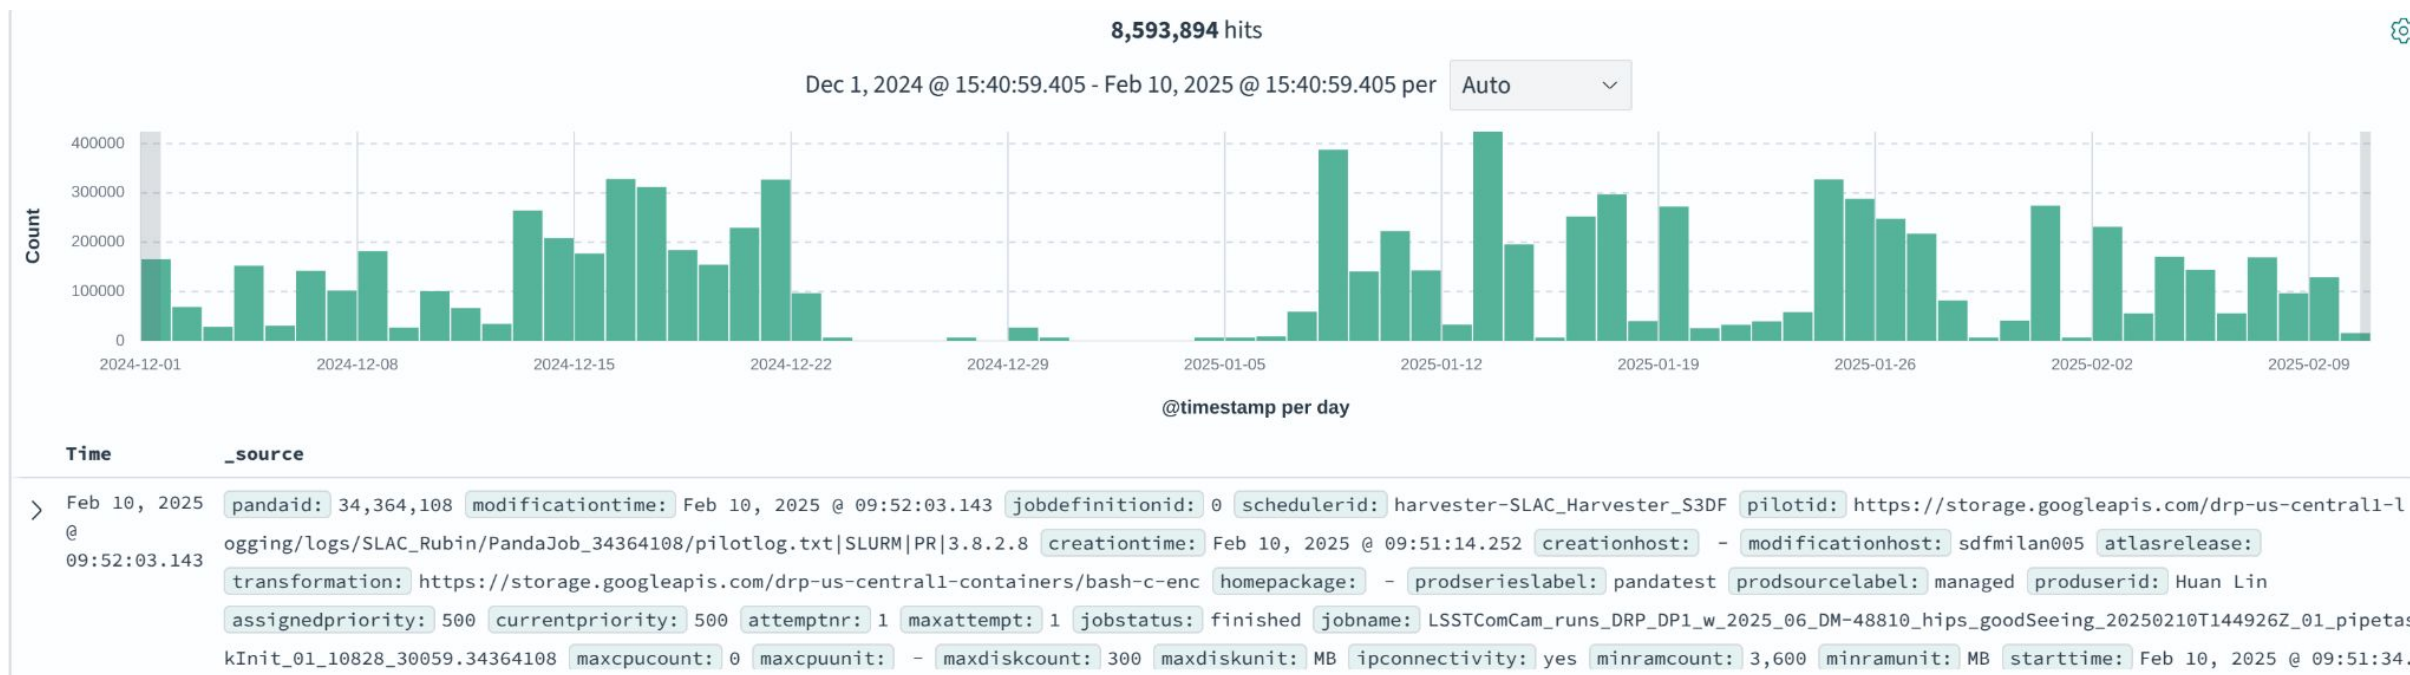 8,593,894 hits
Dec 1, 2024 @ 15:40:59.405 - Feb 10, 2025 @ 15:40:59.405 per Auto
Count
400000
300000
200000
100000
0
2024-12-01 2024-12-08 2024-12-15 2024-12-22 2024-12-29 2025-01-05 2025-01-12 2025-01-19 2025-01-26 2025-02-02 2025-02-09
@timestamp per day
Time _source
Feb 10, 2025 @ 09:52:03.143
pandaid: 34,364,108 modificationtime: Feb 10, 2025 @ 09:52:03.143 jobdefinitionid: 0 schedulerid: harvester-SLAC_Harvester_S3DF pilotid: https://storage.googleapis.com/drp-us-central1-l
ogging/logs/SLAC_Rubin/PandaJob_34364108/pilotlog.txt|SLURM|PR|3.8.2.8 creationtime: Feb 10, 2025 @ 09:51:14.252 creationhost: - modificationhost: sdfmilan005 atlasrelease:
transformation: https://storage.googleapis.com/drp-us-central1-containers/bash-c-enc homepackage: - prodserieslabel: pandatest prodsourcelabel: managed produserid: Huan Lin
assignedpriority: 500 currentpriority: 500 attemptnr: 1 maxattempt: 1 jobstatus: finished jobname: LSSTComCam_runs_DRP_DP1_w_2025_06_DM-48810_hips_goodSeeing_20250210T144926Z_01_pipetas
kInit_01_10828_30059.34364108 maxcpucount: 0 maxcpuunit: - maxdiskcount: 300 maxdiskunit: MB ipconnectivity: yes minramcount: 3,600 minramunit: MB starttime: Feb 10, 2025 @ 09:51:34.